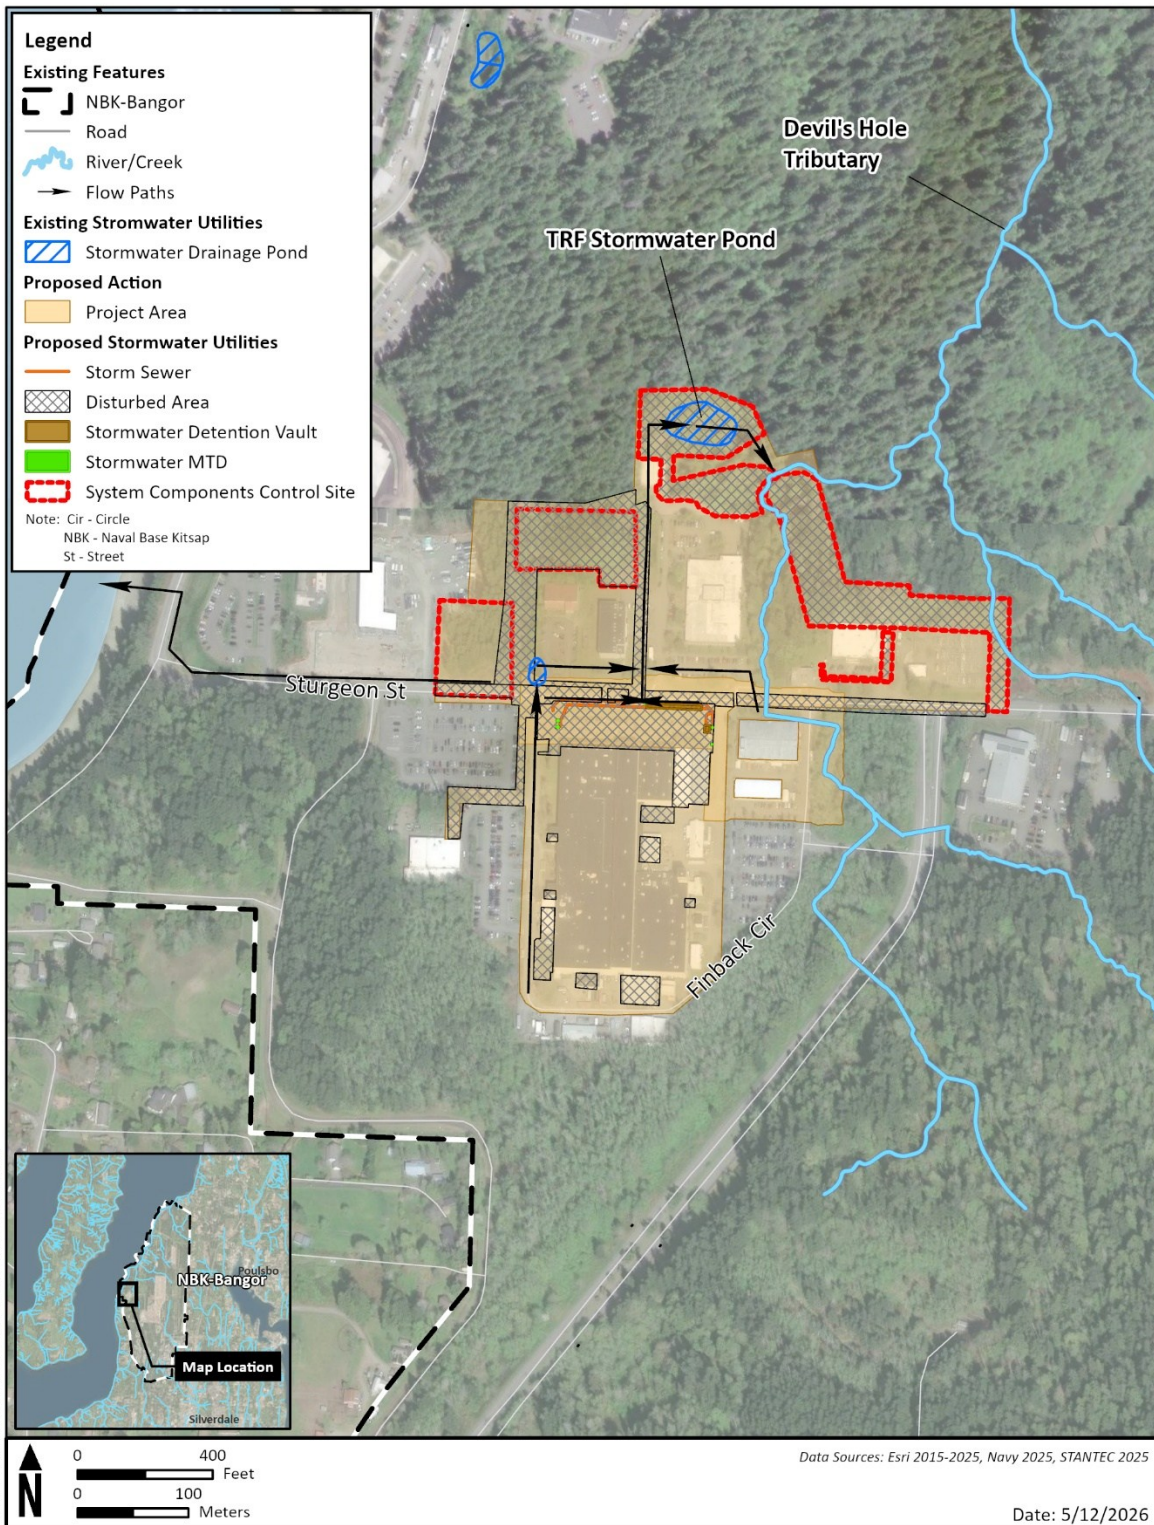 Legend
Existing Features
NBK-Bangor
Road
River/Creek
Flow Paths
Existing Stromwater Utilities
Stormwater Drainage Pond
Proposed Action
Project Area
Proposed Stormwater Utilities
Storm Sewer
Disturbed Area
Stormwater Detention Vault
Stormwater MTD
System Components Control Site
Note: Cir - Circle
NBK - Naval Base Kitsap
St - Street
Devil's Hole
Tributary
TRF Stormwater Pond
Sturgeon St
Finback Cir
Poulsbo
NBK-Bangor
Map Location
Silverdale
N
0 400
Feet
0 100
Meters
Data Sources: Esri 2015-2025, Navy 2025, STANTEC 2025
Date: 5/12/2026